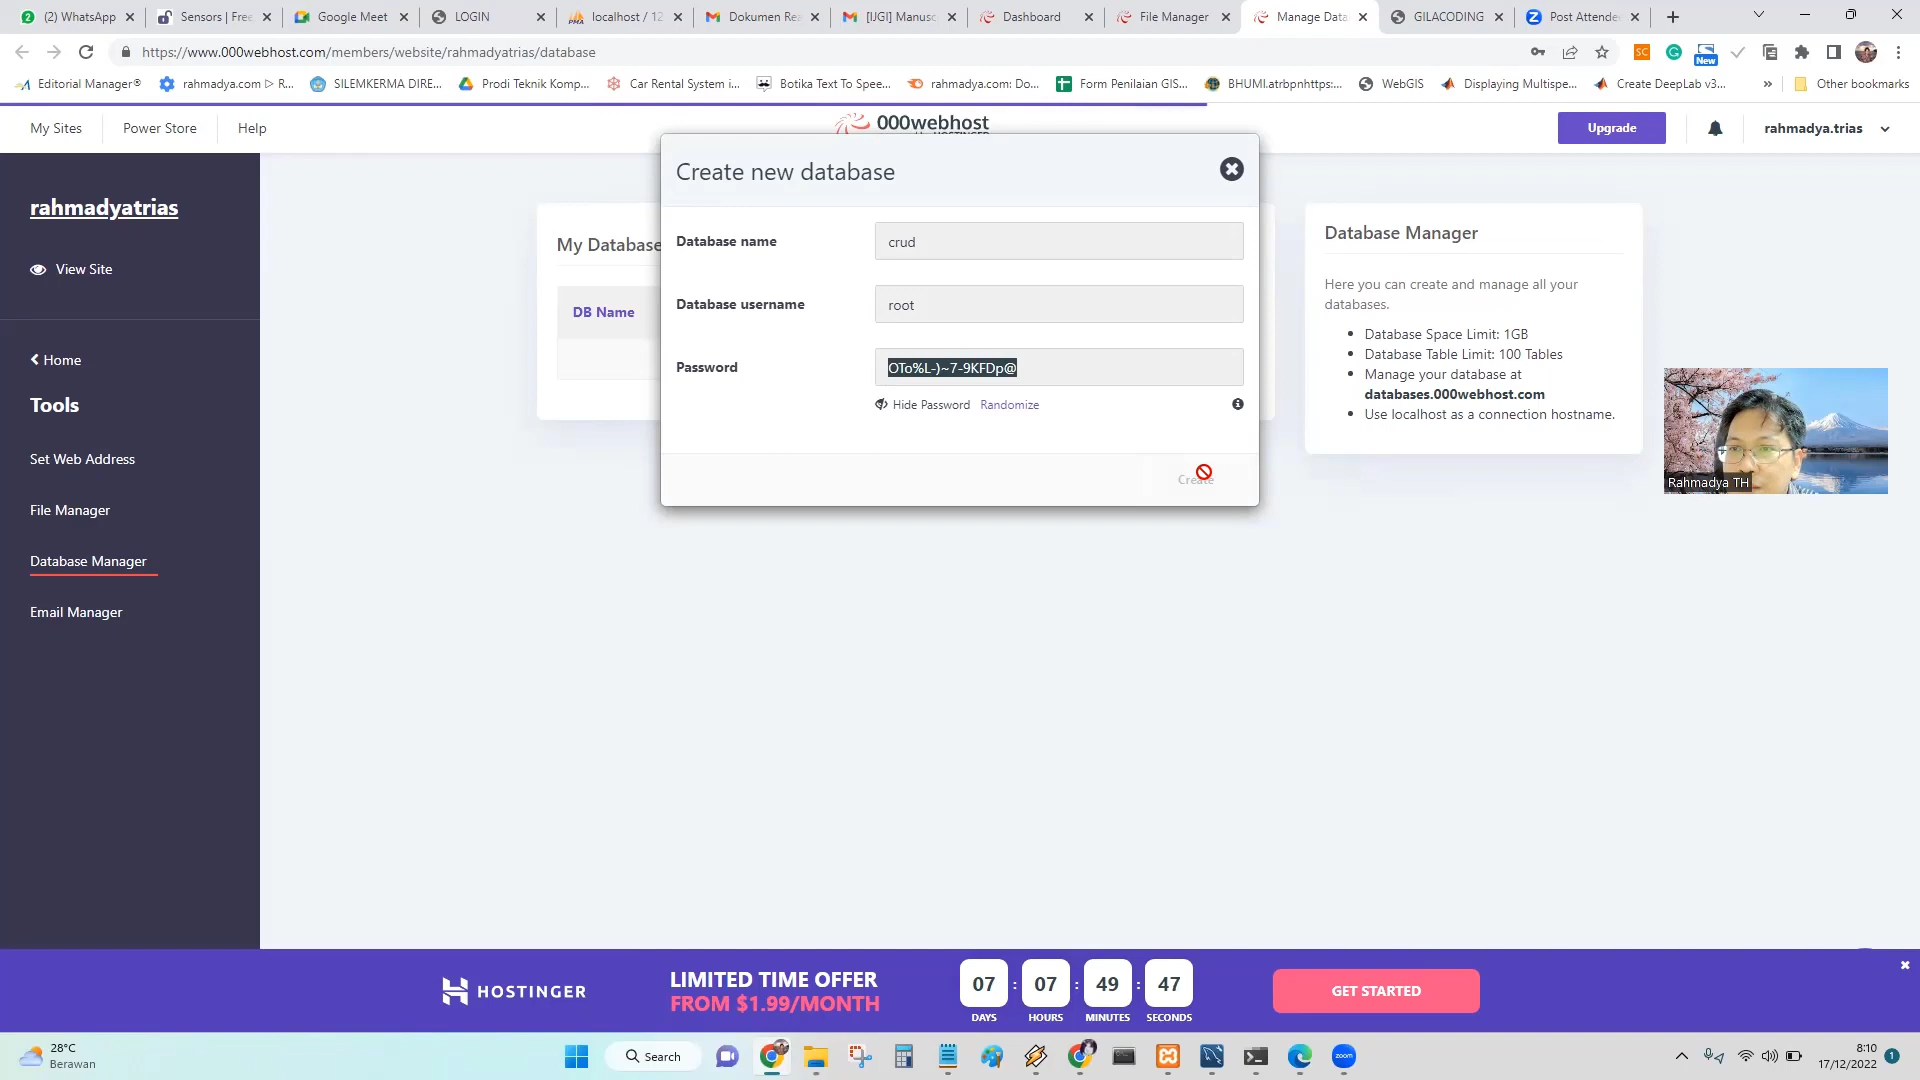 (2) WhatsApp
Sensors | Free
Google Meet
LOGIN
localhost / 12
Dokumen Rea
[IJGI] Manusc
Dashboard
File Manager
Manage Data
GILACODING
Post Attende
https://www.000webhost.com/members/website/rahmadyatrias/database
New
Editorial Manager®
rahmadya.com ▷ R...
SILEMKERMA DIRE...
Prodi Teknik Komp...
Car Rental System i...
Botika Text To Spee...
rahmadya.com: Do...
Form Penilaian GIS...
BHUMI.atrbpnhttps:...
WebGIS
Displaying Multispe...
Create DeepLab v3...
»
Other bookmarks
My Sites
Power Store
Help
000webhost
Upgrade
rahmadya.trias
rahmadyatrias
View Site
Home
Tools
Set Web Address
File Manager
Database Manager
Email Manager
My Database
DB Name
Create new database
Database name
crud
Database username
root
Password
OTo%L-)~7-9KFDp@
Hide Password
Randomize
Create
Database Manager
Here you can create and manage all your
databases.
Database Space Limit: 1GB
Database Table Limit: 100 Tables
Manage your database at
databases.000webhost.com
Use localhost as a connection hostname.
Rahmadya TH
HOSTINGER
LIMITED TIME OFFER
FROM $1.99/MONTH
07 : 07 : 49 : 47
DAYS HOURS MINUTES SECONDS
GET STARTED
28°C
Berawan
Search
zoom
8:10
17/12/2022
1